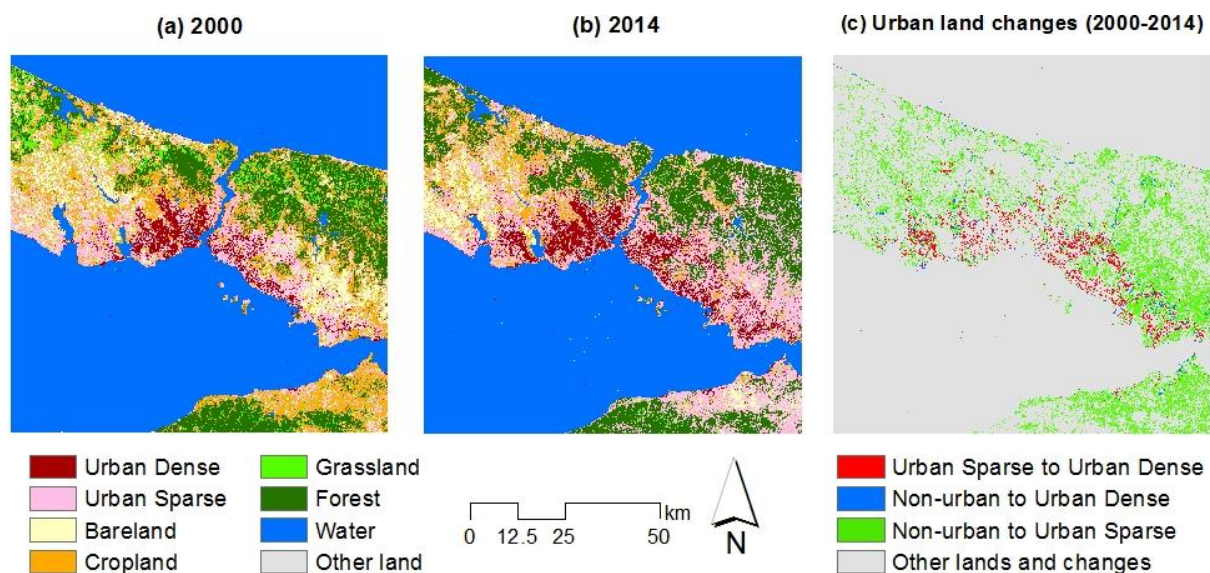 (a) 2000
(b) 2014
(c) Urban land changes (2000-2014)
Urban Dense
Urban Sparse
Bareland
Cropland
Grassland
Forest
Water
Other land
km
0 12.5 25 50
N
Urban Sparse to Urban Dense
Non-urban to Urban Dense
Non-urban to Urban Sparse
Other lands and changes